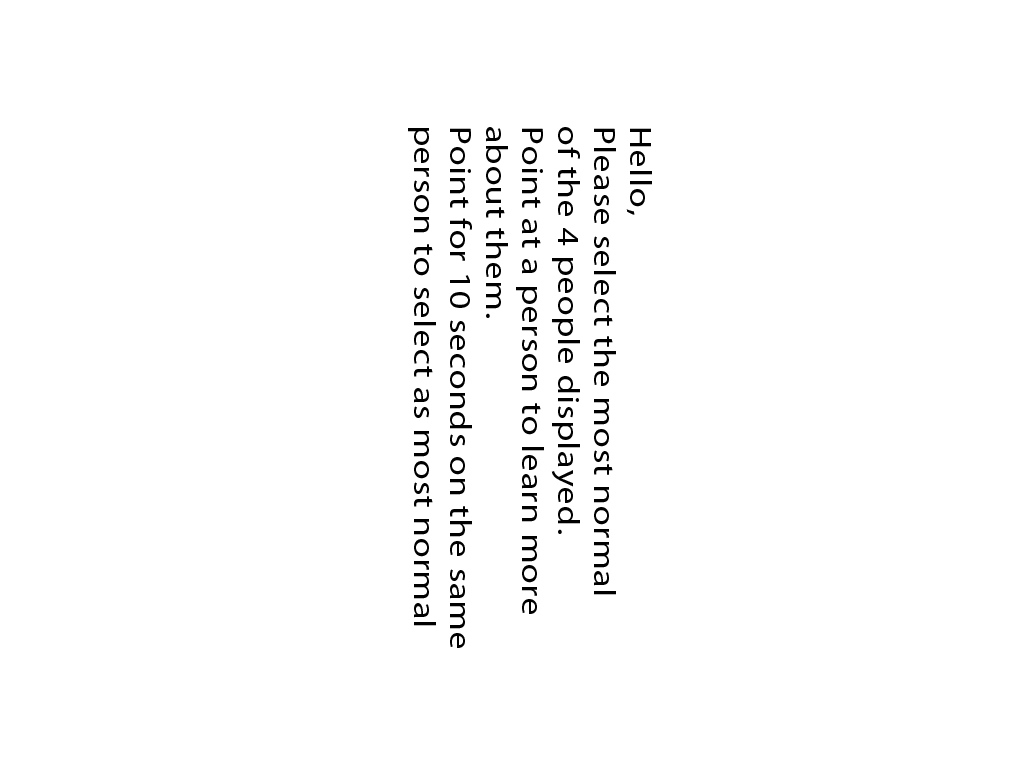 Hello,
Please select the most normal
of the 4 people displayed.
Point at a person to learn more
about them.
Point for 10 seconds on the same
person to select as most normal